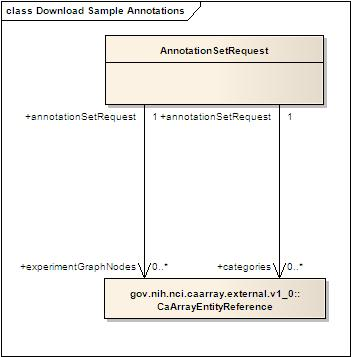 class Download Sample Annotations
AnnotationSetRequest
+annotationSetRequest 1 +annotationSetRequest 1
+experimentGraphNodes 0..* +categories 0..*
gov.nih.nci.caarray.external.v1_0::
CaArrayEntityReference